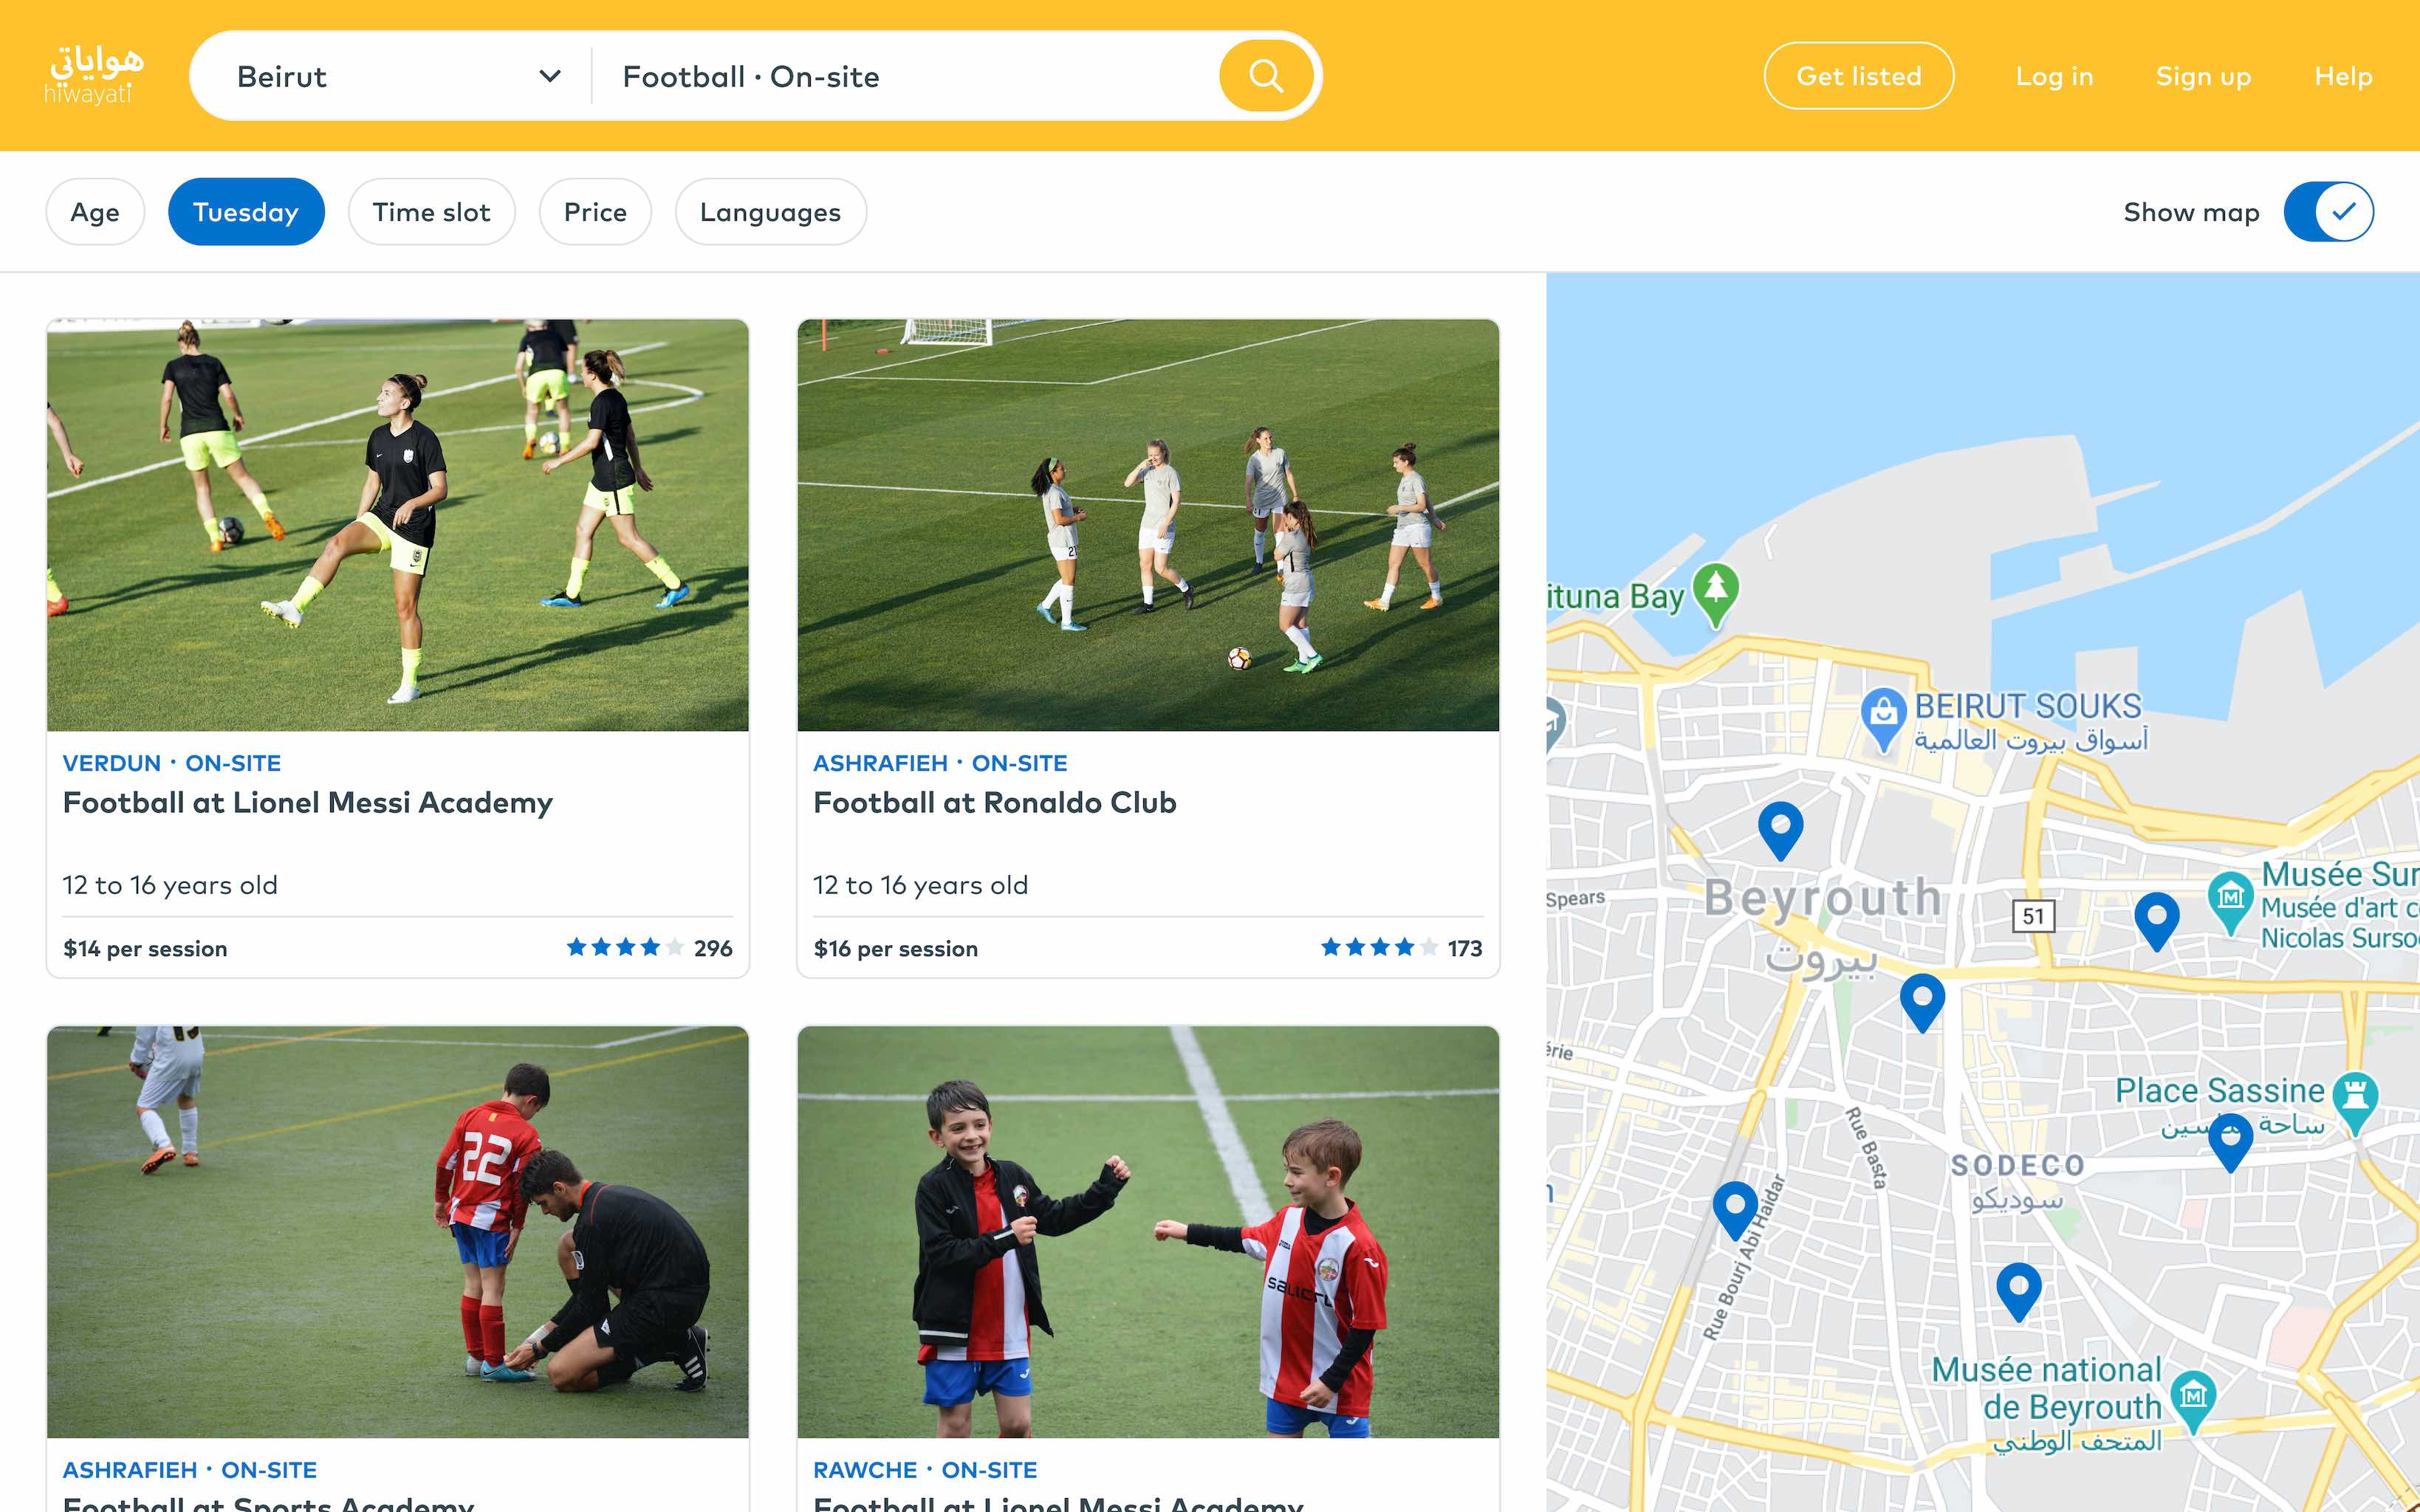 هواياتي
hiwayati
Beirut
Football · On-site
Get listed
Log in
Sign up
Help
Age
Tuesday
Time slot
Price
Languages
Show map
VERDUN · ON-SITE
Football at Lionel Messi Academy
12 to 16 years old
$14 per session
296
ASHRAFIEH · ON-SITE
Football at Ronaldo Club
12 to 16 years old
$16 per session
173
22
ASHRAFIEH · ON-SITE
Football at Sports Academy
RAWCHE · ON-SITE
Football at Lionel Messi Academy
ituna Bay
BEIRUT SOUKS
أسواق بيروت العالمية
Beyrouth
بيروت
Spears
51
Musée Sur
Musée d'art c
Nicolas Surso
érie
Place Sassine
ساحة
Rue Basta
SODECO
سوديكو
Rue Bourj Abi Haidar
Musée national
de Beyrouth
المتحف الوطني